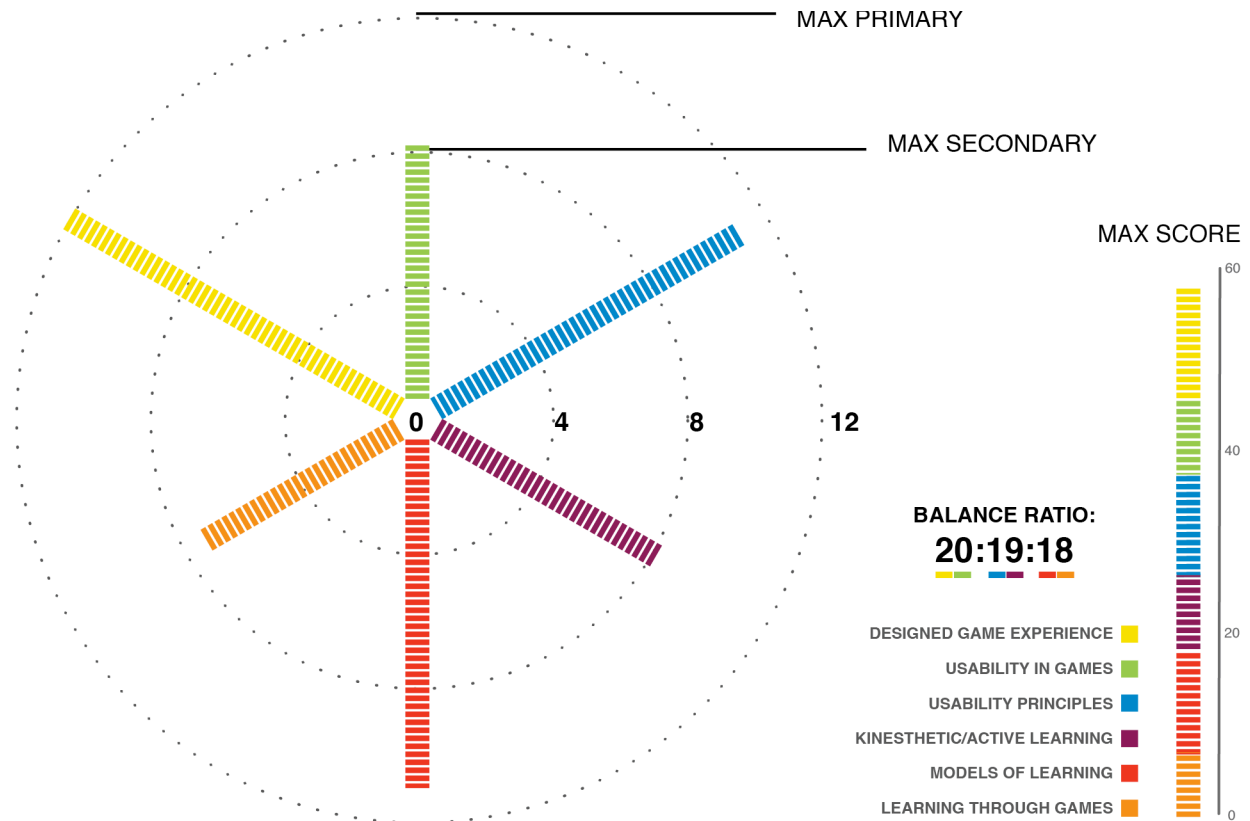 MAX PRIMARY
MAX SECONDARY
MAX SCORE
60
0 4 8 12
40
BALANCE RATIO:
20:19:18
DESIGNED GAME EXPERIENCE
20
USABILITY IN GAMES
USABILITY PRINCIPLES
KINESTHETIC/ACTIVE LEARNING
MODELS OF LEARNING
LEARNING THROUGH GAMES
0